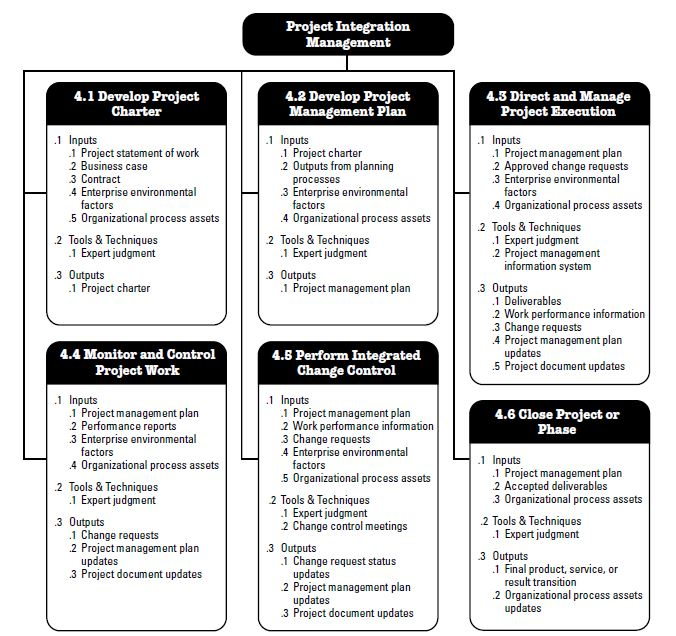 Project Integration
Management
4.1 Develop Project
Charter
.1 Inputs
.1 Project statement of work
.2 Business case
.3 Contract
.4 Enterprise environmental
factors
.5 Organizational process assets
.2 Tools & Techniques
.1 Expert judgment
.3 Outputs
.1 Project charter
4.2 Develop Project
Management Plan
.1 Inputs
.1 Project charter
.2 Outputs from planning
processes
.3 Enterprise environmental
factors
.4 Organizational process assets
.2 Tools & Techniques
.1 Expert judgment
.3 Outputs
.1 Project management plan
4.3 Direct and Manage
Project Execution
.1 Inputs
.1 Project management plan
.2 Approved change requests
.3 Enterprise environmental
factors
.4 Organizational process assets
.2 Tools & Techniques
.1 Expert judgment
.2 Project management
information system
.3 Outputs
.1 Deliverables
.2 Work performance information
.3 Change requests
.4 Project management plan
updates
.5 Project document updates
4.4 Monitor and Control
Project Work
.1 Inputs
.1 Project management plan
.2 Performance reports
.3 Enterprise environmental
factors
.4 Organizational process assets
.2 Tools & Techniques
.1 Expert judgment
.3 Outputs
.1 Change requests
.2 Project management plan
updates
.3 Project document updates
4.5 Perform Integrated
Change Control
.1 Inputs
.1 Project management plan
.2 Work performance information
.3 Change requests
.4 Enterprise environmental
factors
.5 Organizational process assets
.2 Tools & Techniques
.1 Expert judgment
.2 Change control meetings
.3 Outputs
.1 Change request status
updates
.2 Project management plan
updates
.3 Project document updates
4.6 Close Project or
Phase
.1 Inputs
.1 Project management plan
.2 Accepted deliverables
.3 Organizational process assets
.2 Tools & Techniques
.1 Expert judgment
.3 Outputs
.1 Final product, service, or
result transition
.2 Organizational process assets
updates